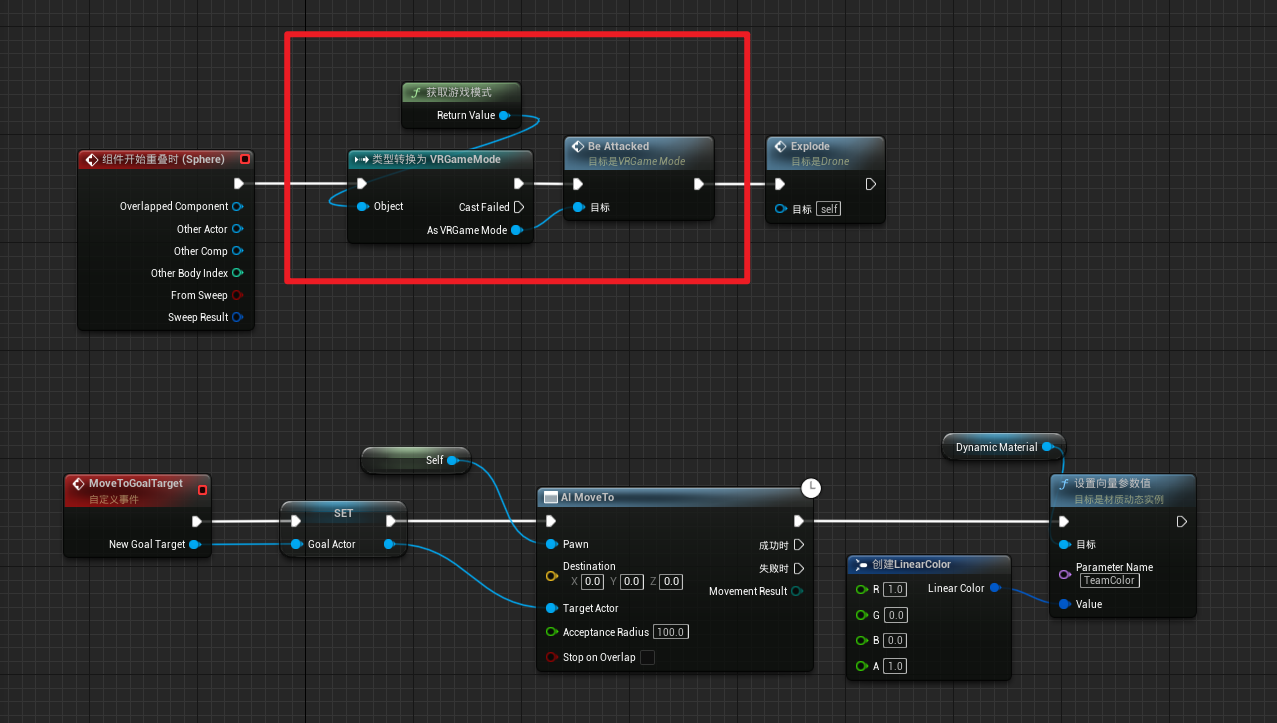 获取游戏模式
Return Value
组件开始重叠时 (Sphere)
Overlapped Component
Other Actor
Other Comp
Other Body Index
From Sweep
Sweep Result
类型转换为 VRGameMode
Object
Cast Failed
As VRGame Mode
Be Attacked
目标是VRGame Mode
目标
Explode
目标是Drone
目标 self
MoveToGoalTarget
自定义事件
New Goal Target
SET
Goal Actor
Self
AI MoveTo
Pawn
成功时
Destination
X 0.0 Y 0.0 Z 0.0
失败时
Movement Result
Target Actor
Acceptance Radius 100.0
Stop on Overlap
创建LinearColor
R 1.0
Linear Color
G 0.0
B 0.0
A 1.0
Dynamic Material
设置向量参数值
目标是材质动态实例
目标
Parameter Name
TeamColor
Value